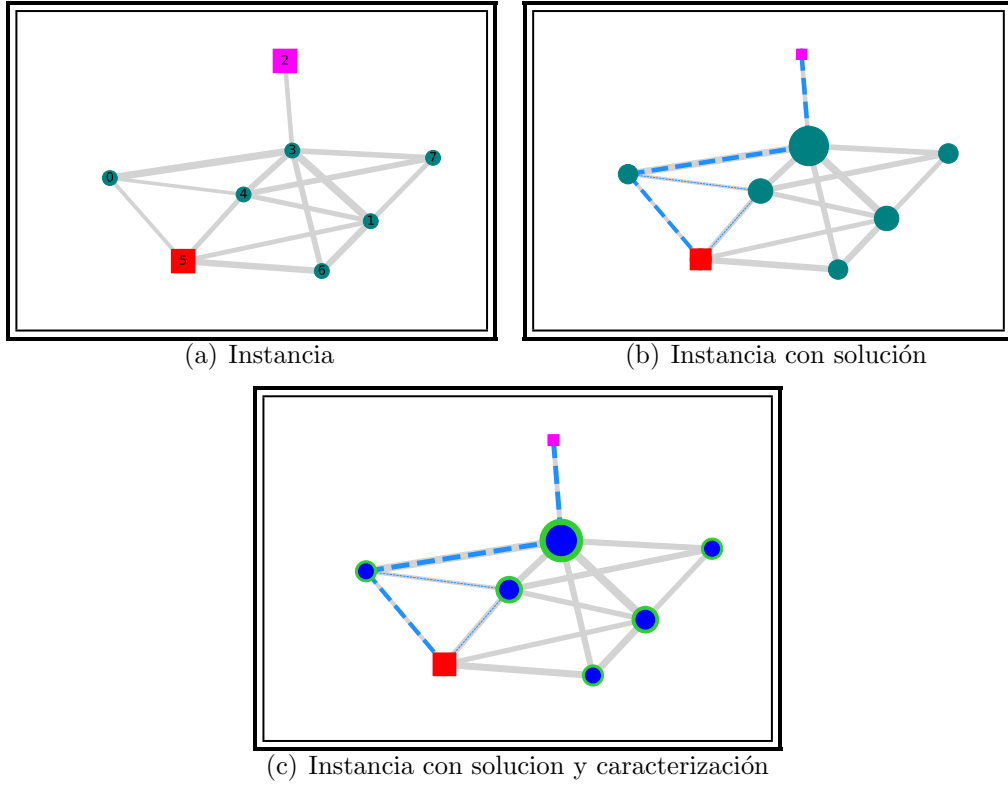 2
3
7
0
4
1
5
6
(a) Instancia
(b) Instancia con solución
(c) Instancia con solucion y caracterización